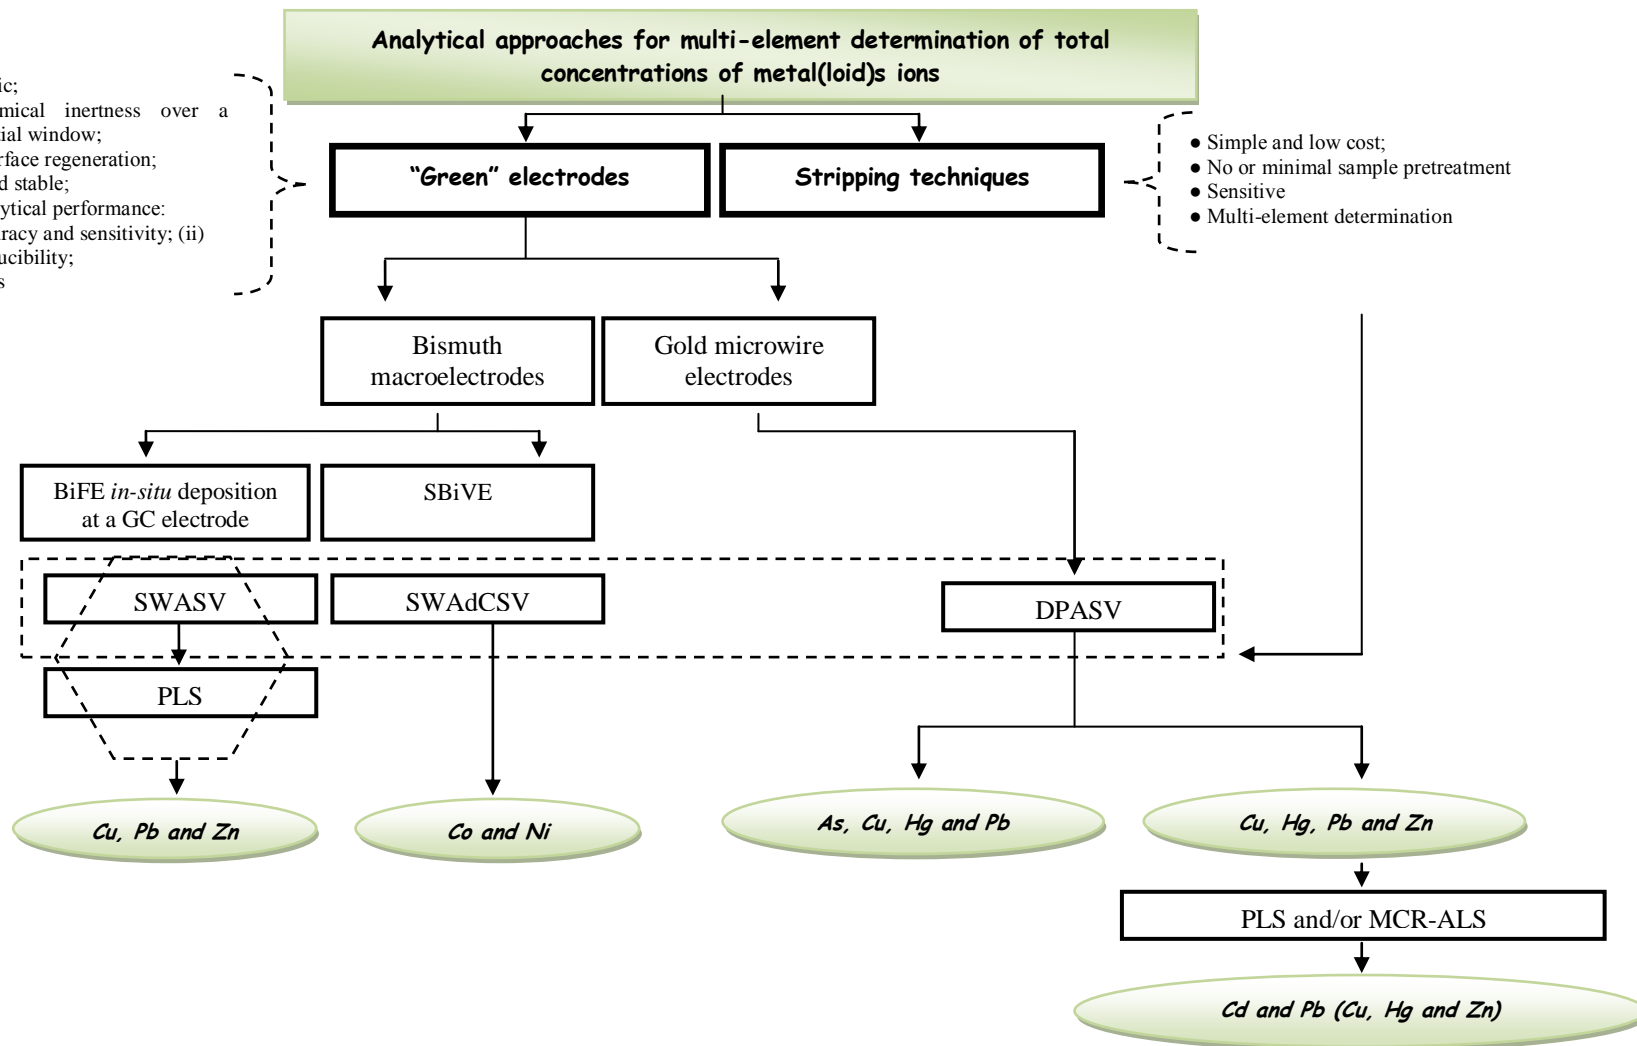 Analytical approaches for multi-element determination of total
concentrations of metal(loid)s ions
ic;
mical inertness over a
tial window;
rface regeneration;
d stable;
ytical performance:
racy and sensitivity; (ii)
ucibility;
s
"Green" electrodes
Stripping techniques
● Simple and low cost;
● No or minimal sample pretreatment
● Sensitive
● Multi-element determination
Bismuth
macroelectrodes
Gold microwire
electrodes
BiFE in-situ deposition
at a GC electrode
SBiVE
SWASV
SWAdCSV
DPASV
PLS
Cu, Pb and Zn
Co and Ni
As, Cu, Hg and Pb
Cu, Hg, Pb and Zn
PLS and/or MCR-ALS
Cd and Pb (Cu, Hg and Zn)